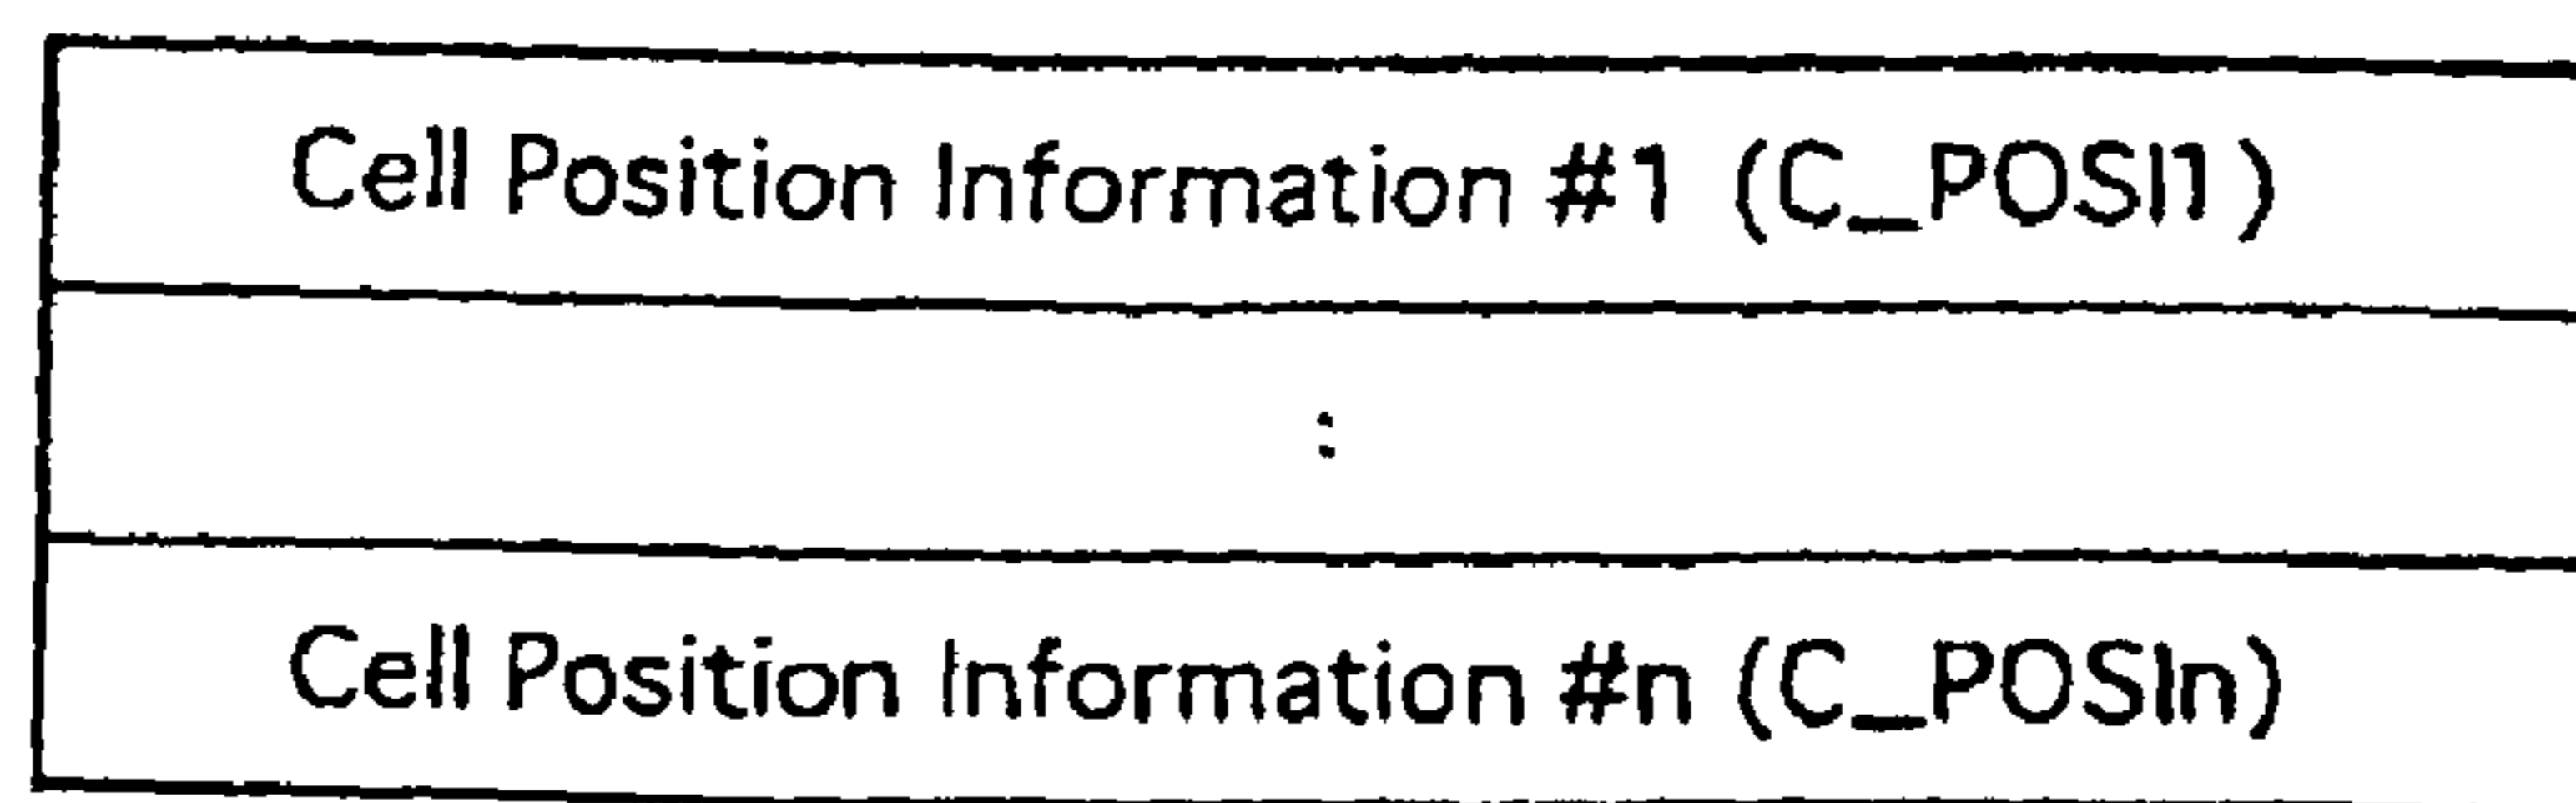 Cell Position Information #1 (C_POSI1)
:
Cell Position Information #n (C_POSIn)